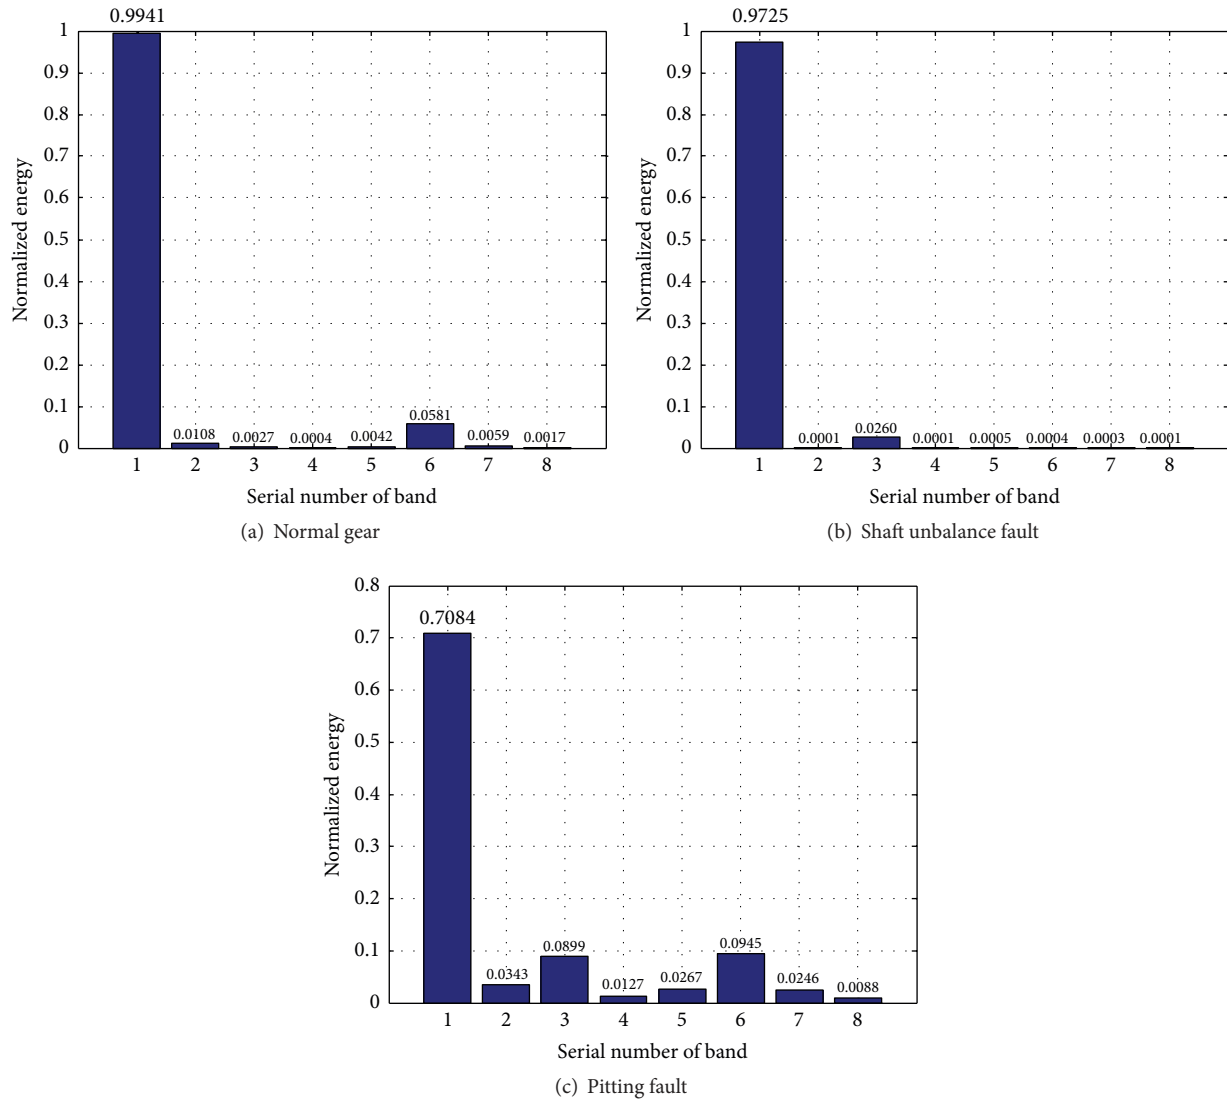 0.9941
1
0.9
0.8
0.7
0.6
0.5
0.4
0.3
0.2
0.1
0
Normalized energy
0.0108 0.0027 0.0004 0.0042 0.0581 0.0059 0.0017
1 2 3 4 5 6 7 8
Serial number of band
(a) Normal gear
0.9725
1
0.9
0.8
0.7
0.6
0.5
0.4
0.3
0.2
0.1
0
Normalized energy
0.0001 0.0260 0.0001 0.0005 0.0004 0.0003 0.0001
1 2 3 4 5 6 7 8
Serial number of band
(b) Shaft unbalance fault
0.8
0.7
0.6
0.5
0.4
0.3
0.2
0.1
0
Normalized energy
0.7084
0.0343 0.0899 0.0127 0.0267 0.0945 0.0246 0.0088
1 2 3 4 5 6 7 8
Serial number of band
(c) Pitting fault